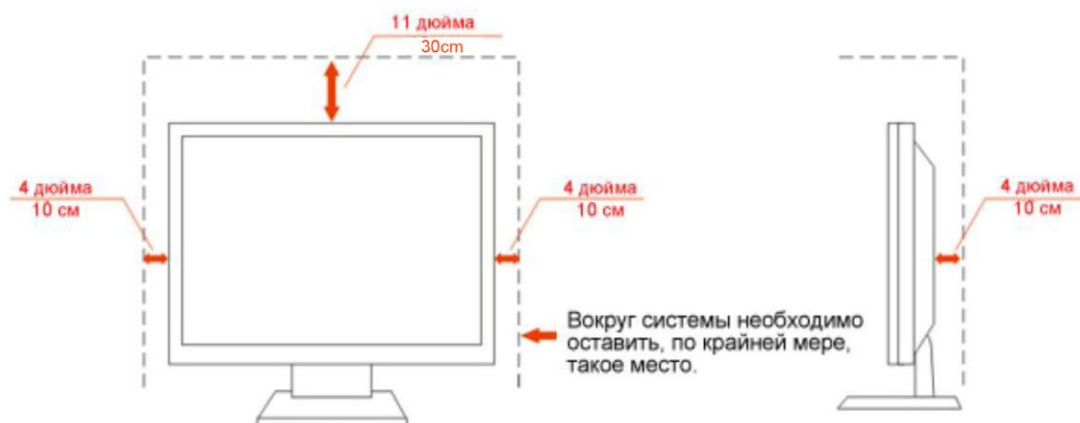 11 дюйма
30cm
4 дюйма
10 см
4 дюйма
10 см
4 дюйма
10 см
Вокруг системы необходимо
оставить, по крайней мере,
такое место.